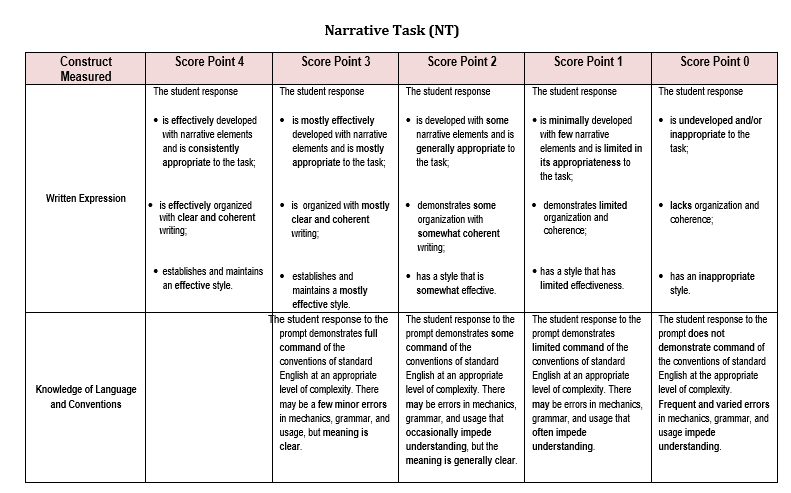 Narrative Task (NT)
Construct
Measured
Score Point 4
Score Point 3
Score Point 2
Score Point 1
Score Point 0
Written Expression
The student response
• is effectively developed
with narrative elements
and is consistently
appropriate to the task;
• is effectively organized
with clear and coherent
writing;
• establishes and maintains
an effective style.
The student response
• is mostly effectively
developed with narrative
elements and is mostly
appropriate to the task;
• is organized with mostly
clear and coherent
writing;
• establishes and
maintains a mostly
effective style.
The student response
• is developed with some
narrative elements and is
generally appropriate to
the task;
• demonstrates some
organization with
somewhat coherent
writing;
• has a style that is
somewhat effective.
The student response
• is minimally developed
with few narrative
elements and is limited in
its appropriateness to the
task;
• demonstrates limited
organization and
coherence;
• has a style that has
limited effectiveness.
The student response
• is undeveloped and/or
inappropriate to the
task;
• lacks organization and
coherence;
• has an inappropriate
style.
Knowledge of Language
and Conventions
The student response to the
prompt demonstrates full
command of the
conventions of standard
English at an appropriate
level of complexity. There
may be a few minor errors
in mechanics, grammar, and
usage, but meaning is
clear.
The student response to the
prompt demonstrates some
command of the
conventions of standard
English at an appropriate
level of complexity. There
may be errors in mechanics,
grammar, and usage that
occasionally impede
understanding, but the
meaning is generally clear.
The student response to the
prompt demonstrates
limited command of the
conventions of standard
English at an appropriate
level of complexity. There
may be errors in mechanics,
grammar, and usage that
often impede
understanding.
The student response to the
prompt does not
demonstrate command of
the conventions of standard
English at the appropriate
level of complexity.
Frequent and varied errors
in mechanics, grammar, and
usage impede
understanding.